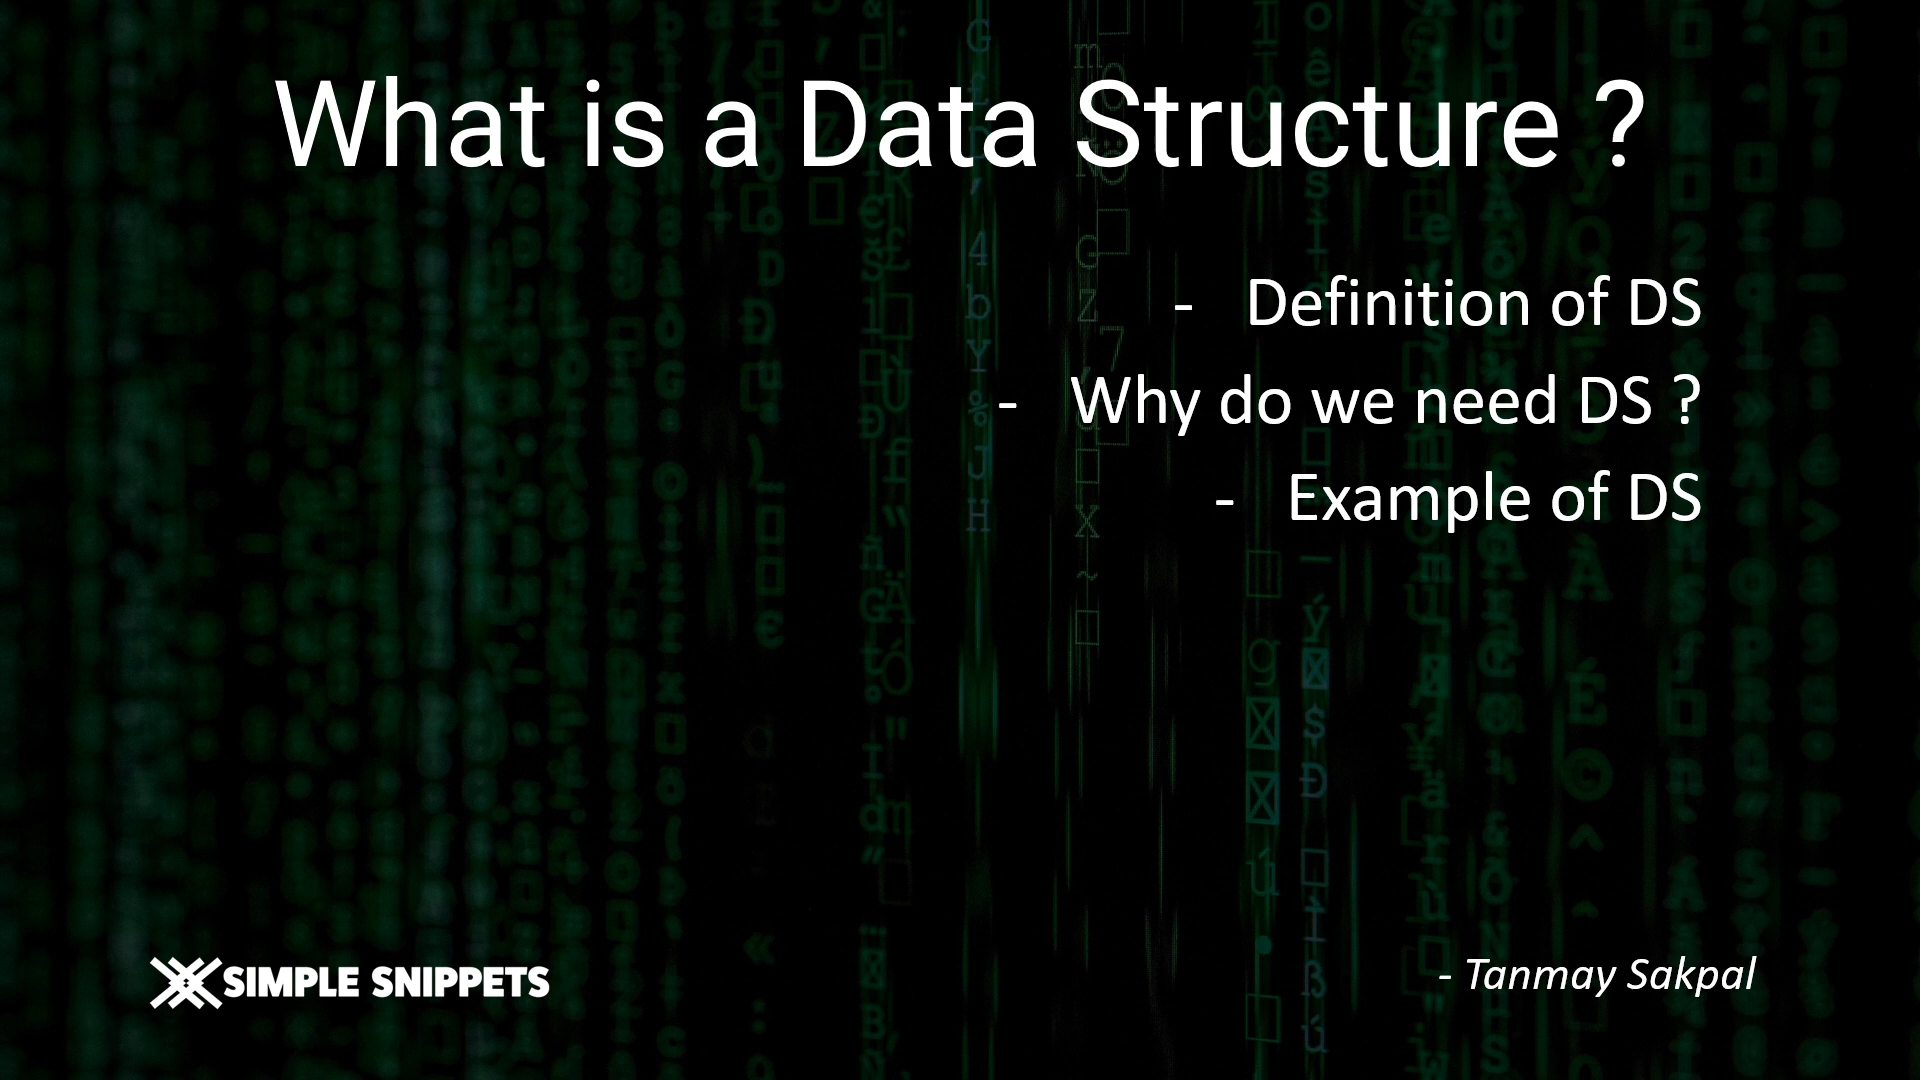 What is a Data Structure ?
- Definition of DS
- Why do we need DS ?
- Example of DS
SIMPLE SNIPPETS
- Tanmay Sakpal